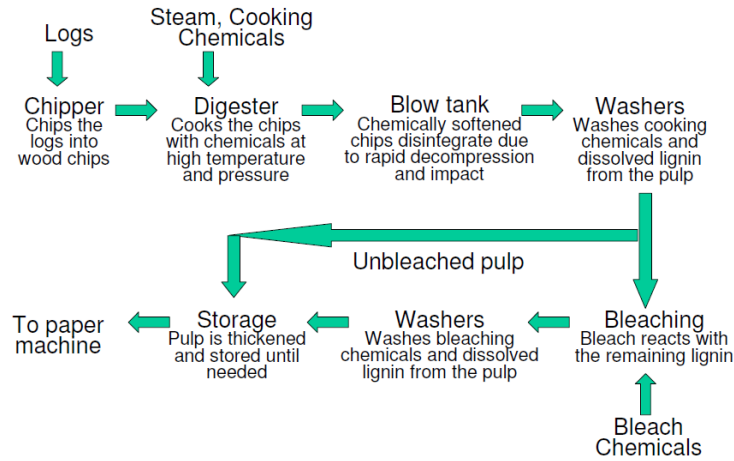 Logs
Steam, Cooking
Chemicals
Chipper
Chips the
logs into
wood chips
Digester
Cooks the chips
with chemicals at
high temperature
and pressure
Blow tank
Chemically softened
chips disintegrate due
to rapid decompression
and impact
Washers
Washes cooking
chemicals and
dissolved lignin
from the pulp
Unbleached pulp
To paper
machine
Storage
Pulp is thickened
and stored until
needed
Washers
Washes bleaching
chemicals and dissolved
lignin from the pulp
Bleaching
Bleach reacts with
the remaining lignin
Bleach
Chemicals